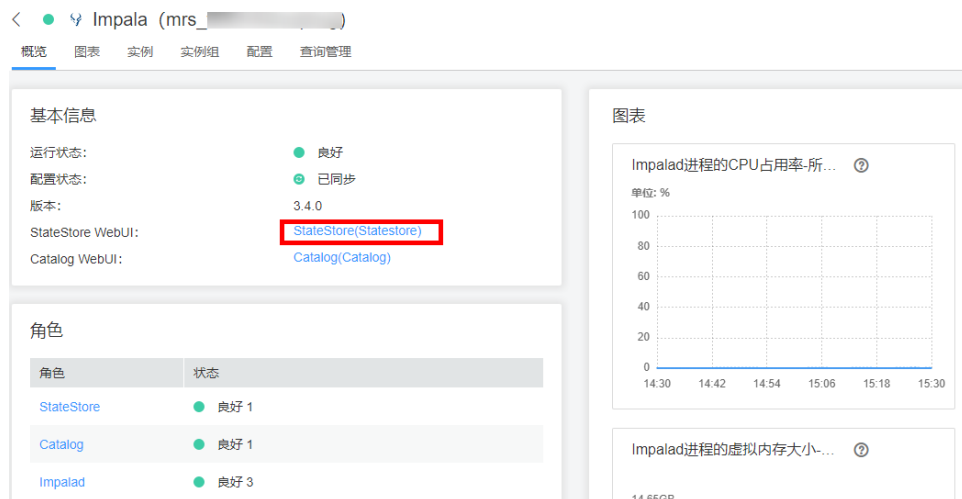 Impala (mrs_ )
概览 图表 实例 实例组 配置 查询管理
基本信息
运行状态: 良好
配置状态: 已同步
版本: 3.4.0
StateStore WebUI: StateStore(Statestore)
Catalog WebUI: Catalog(Catalog)
角色
角色 状态
StateStore 良好 1
Catalog 良好 1
Impalad 良好 3
图表
Impalad进程的CPU占用率-所...
单位: %
100
80
60
40
20
0
14:30 14:42 14:54 15:06 15:18 15:30
Impalad进程的虚拟内存大小-...
14.65GB